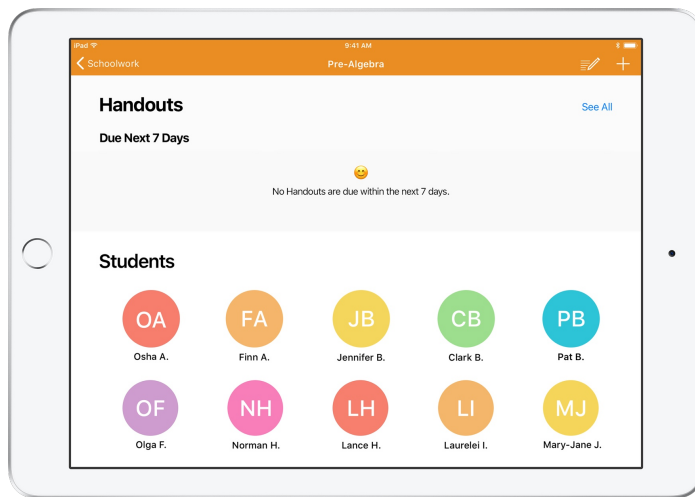 iPad
9:41 AM
Schoolwork
Pre-Algebra
Handouts
See All
Due Next 7 Days
No Handouts are due within the next 7 days.
Students
OA
FA
JB
CB
PB
Osha A.
Finn A.
Jennifer B.
Clark B.
Pat B.
OF
NH
LH
LI
MJ
Olga F.
Norman H.
Lance H.
Laurelei I.
Mary-Jane J.